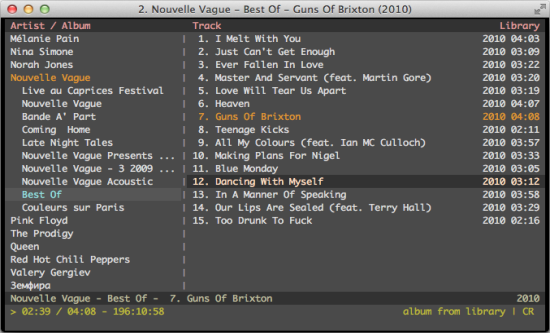 2. Nouvelle Vague - Best Of - Guns Of Brixton (2010)
Artist / Album
Mélanie Pain
Nina Simone
Norah Jones
Nouvelle Vague
Live au Caprices Festival
Nouvelle Vague
Bande A' Part
Coming  Home
Late Night Tales
Nouvelle Vague Presents ...
Nouvelle Vague - 3 2009 ...
Nouvelle Vague Acoustic
Best Of
Couleurs sur Paris
Pink Floyd
The Prodigy
Queen
Red Hot Chili Peppers
Valery Gergiev
Земфира
Track Library
1. I Melt With You 2010 04:03
2. Just Can't Get Enough 2010 03:09
3. Ever Fallen In Love 2010 03:22
4. Master And Servant (feat. Martin Gore) 2010 03:20
5. Love Will Tear Us Apart 2010 03:19
6. Heaven 2010 04:07
7. Guns Of Brixton 2010 04:08
8. Teenage Kicks 2010 02:11
9. All My Colours (feat. Ian MC Culloch) 2010 03:57
10. Making Plans For Nigel 2010 03:33
11. Blue Monday 2010 03:05
12. Dancing With Myself 2010 03:12
13. In A Manner Of Speaking 2010 03:58
14. Our Lips Are Sealed (feat. Terry Hall) 2010 03:29
15. Too Drunk To Fuck 2010 02:16
Nouvelle Vague - Best Of -  7. Guns Of Brixton 2010
> 02:39 / 04:08 - 196:10:58 album from library | CR